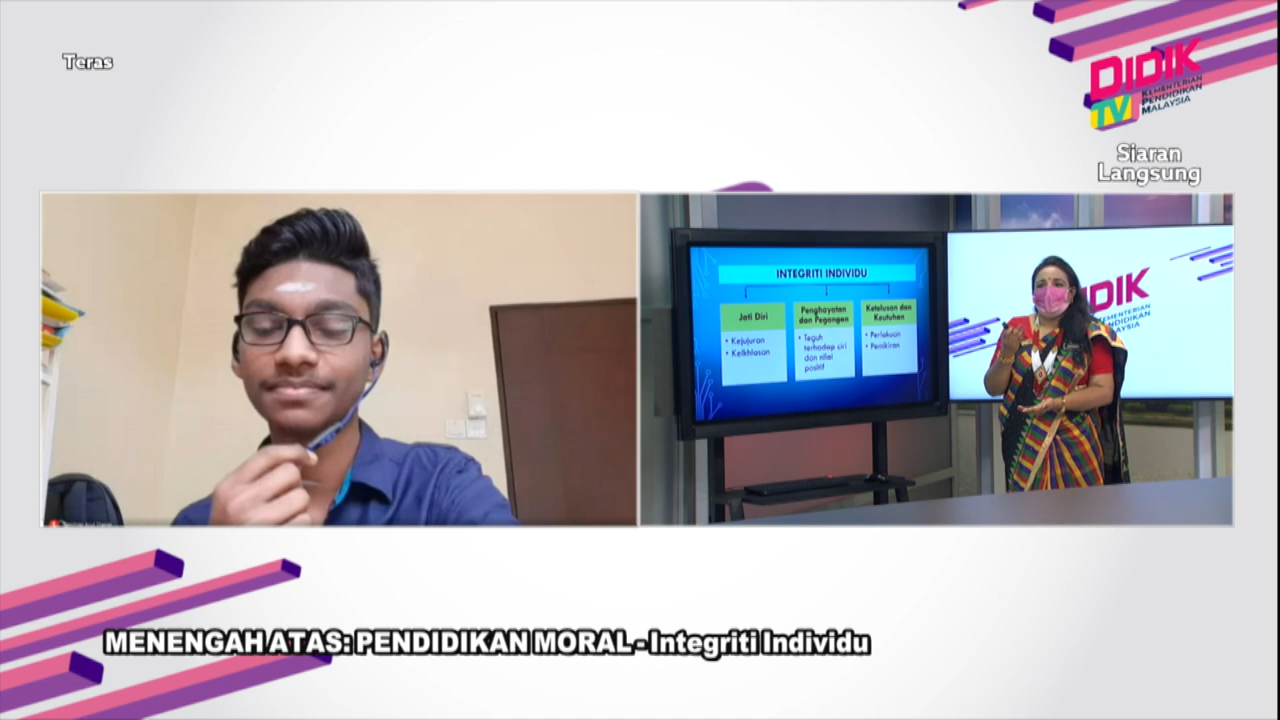 Teras
DIDIK
TV
KEMENTERIAN
PENDIDIKAN
MALAYSIA
Siaran
Langsung
INTEGRITI INDIVIDU
Jati Diri
• Kejujuran
• Keikhlasan
Penghayatan
dan Pegangan
• Teguh
terhadap ciri
dan nilai
positif
Ketelusan dan
Keutuhan
• Perlakuan
• Pemikiran
DIDIK
KEMENTERIAN
PENDIDIKAN
MALAYSIA
MENENGAH ATAS: PENDIDIKAN MORAL - Integriti Individu